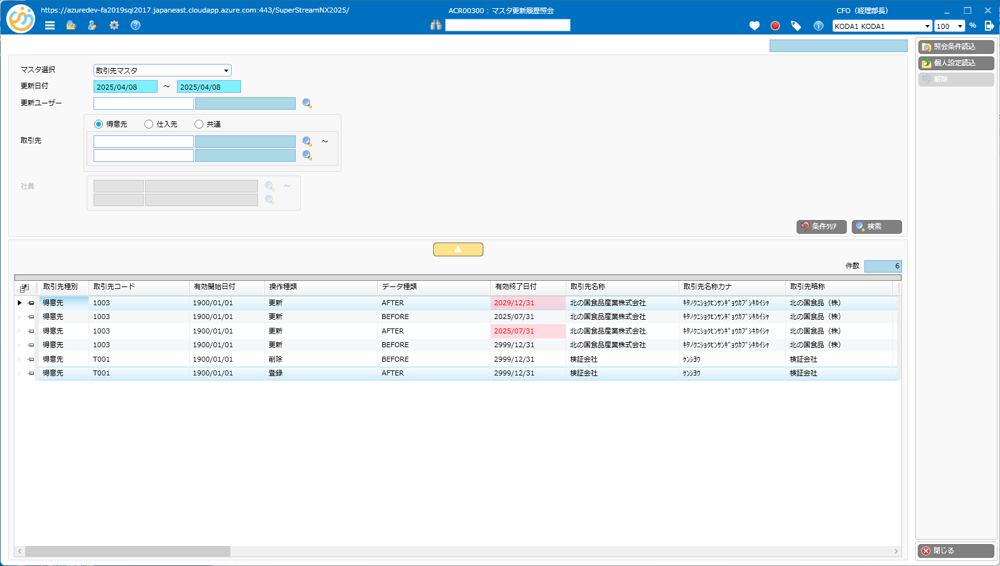 https://azuredev-fa2019sql2017.japaneast.cloudapp.azure.com:443/SuperStreamNX2025/
ACR00300 : マスタ更新履歴照会
CFO（経理部長）
KODA1 KODA1
100
%
照会条件読込
個人設定読込
解除
マスタ選択
取引先マスタ
更新日付
2025/04/08
～
2025/04/08
更新ユーザー
得意先
仕入先
共通
取引先
～
社員
～
条件ｸﾘｱ
検索
件数
6
取引先種別 取引先コード 有効開始日付 操作種類 データ種類 有効終了日付 取引先名称 取引先名称カナ 取引先略称
得意先 1003 1900/01/01 更新 AFTER 2029/12/31 北の国食品産業株式会社 ｷﾀﾉｸﾆｼｮｸﾋﾝｻﾝｷﾞｮｳｶﾌﾞｼｷｶｲｼｬ 北の国食品（株）
得意先 1003 1900/01/01 更新 BEFORE 2025/07/31 北の国食品産業株式会社 ｷﾀﾉｸﾆｼｮｸﾋﾝｻﾝｷﾞｮｳｶﾌﾞｼｷｶｲｼｬ 北の国食品（株）
得意先 1003 1900/01/01 更新 AFTER 2025/07/31 北の国食品産業株式会社 ｷﾀﾉｸﾆｼｮｸﾋﾝｻﾝｷﾞｮｳｶﾌﾞｼｷｶｲｼｬ 北の国食品（株）
得意先 1003 1900/01/01 更新 BEFORE 2999/12/31 北の国食品産業株式会社 ｷﾀﾉｸﾆｼｮｸﾋﾝｻﾝｷﾞｮｳｶﾌﾞｼｷｶｲｼｬ 北の国食品（株）
得意先 T001 1900/01/01 削除 BEFORE 2999/12/31 検証会社 ｹﾝｼﾖｳ 検証会社
得意先 T001 1900/01/01 登録 AFTER 2999/12/31 検証会社 ｹﾝｼﾖｳ 検証会社
閉じる